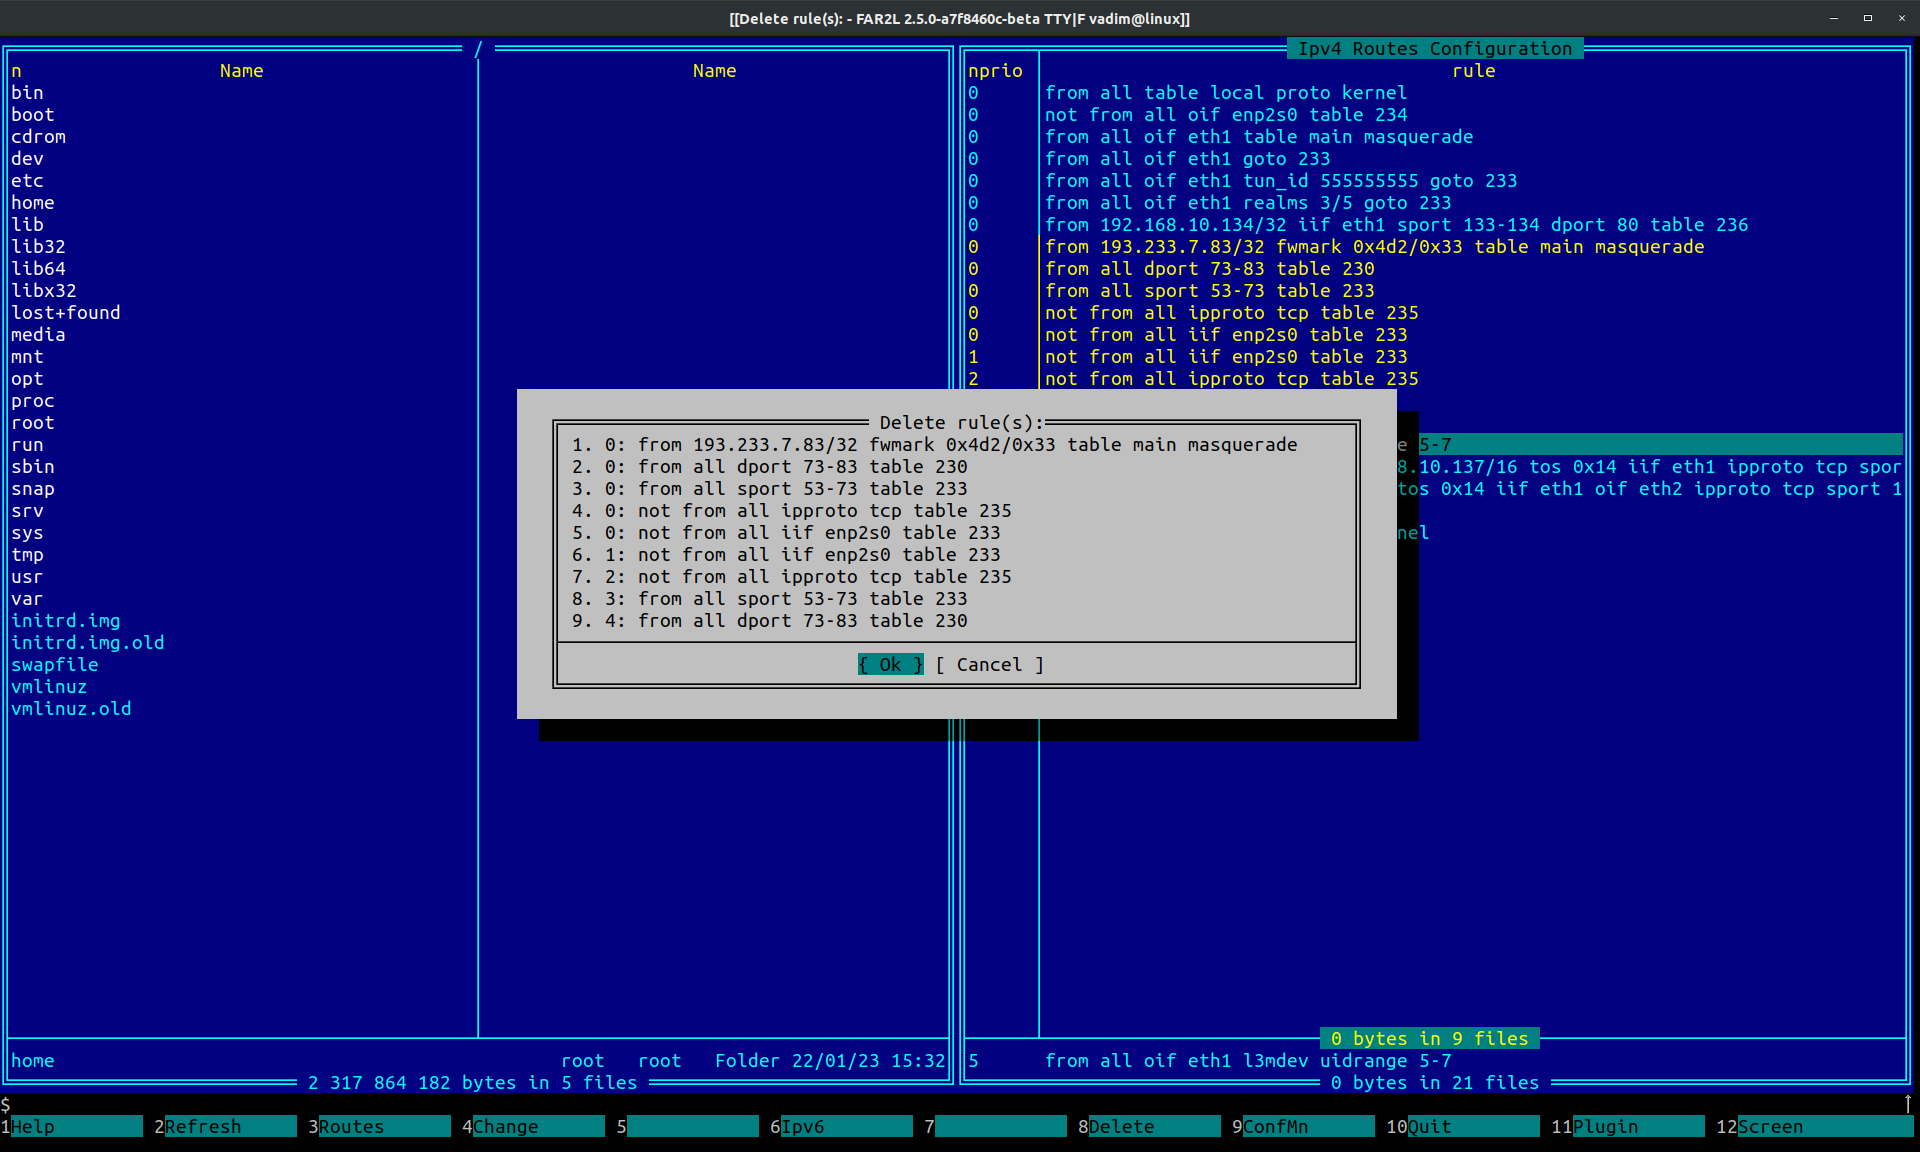 [[Delete rule(s): - FAR2L 2.5.0-a7f8460c-beta TTY|F vadim@linux]]
/
n Name Name
bin
boot
cdrom
dev
etc
home
lib
lib32
lib64
libx32
lost+found
media
mnt
opt
proc
root
run
sbin
snap
srv
sys
tmp
usr
var
initrd.img
initrd.img.old
swapfile
vmlinuz
vmlinuz.old
home root root Folder 22/01/23 15:32
2 317 864 182 bytes in 5 files
Ipv4 Routes Configuration
nprio rule
0 from all table local proto kernel
0 not from all oif enp2s0 table 234
0 from all oif eth1 table main masquerade
0 from all oif eth1 goto 233
0 from all oif eth1 tun_id 555555555 goto 233
0 from all oif eth1 realms 3/5 goto 233
0 from 192.168.10.134/32 iif eth1 sport 133-134 dport 80 table 236
0 from 193.233.7.83/32 fwmark 0x4d2/0x33 table main masquerade
0 from all dport 73-83 table 230
0 from all sport 53-73 table 233
0 not from all ipproto tcp table 235
0 not from all iif enp2s0 table 233
1 not from all iif enp2s0 table 233
2 not from all ipproto tcp table 235
e 5-7
8.10.137/16 tos 0x14 iif eth1 ipproto tcp spor
tos 0x14 iif eth1 oif eth2 ipproto tcp sport 1
nel
0 bytes in 9 files
5 from all oif eth1 l3mdev uidrange 5-7
0 bytes in 21 files
Delete rule(s):
1. 0: from 193.233.7.83/32 fwmark 0x4d2/0x33 table main masquerade
2. 0: from all dport 73-83 table 230
3. 0: from all sport 53-73 table 233
4. 0: not from all ipproto tcp table 235
5. 0: not from all iif enp2s0 table 233
6. 1: not from all iif enp2s0 table 233
7. 2: not from all ipproto tcp table 235
8. 3: from all sport 53-73 table 233
9. 4: from all dport 73-83 table 230
{ Ok } [ Cancel ]
$
1Help 2Refresh 3Routes 4Change 5 6Ipv6 7 8Delete 9ConfMn 10Quit 11Plugin 12Screen